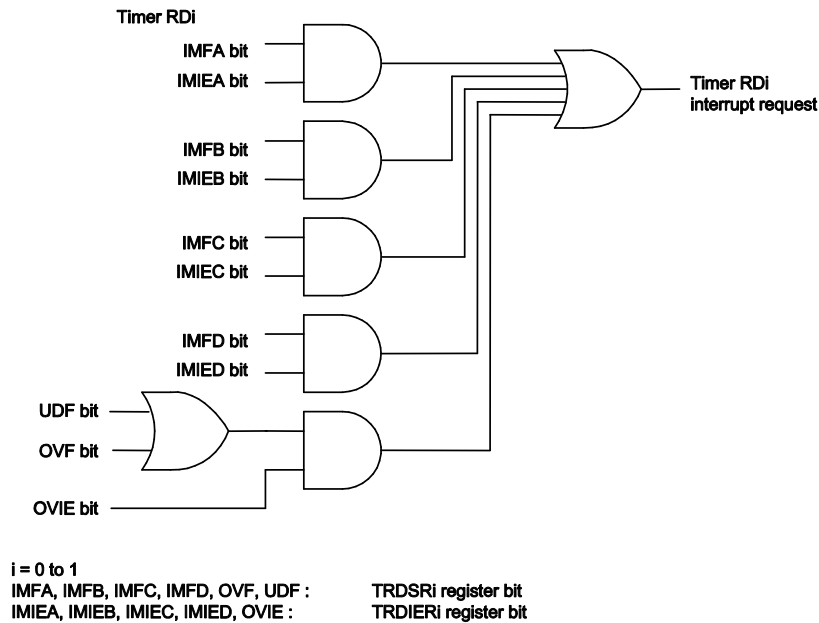 Timer RDi
IMFA bit
IMIEA bit
IMFB bit
IMIEB bit
IMFC bit
IMIEC bit
IMFD bit
IMIED bit
UDF bit
OVF bit
OVIE bit
Timer RDi
interrupt request
i = 0 to 1
IMFA, IMFB, IMFC, IMFD, OVF, UDF : TRDSRi register bit
IMIEA, IMIEB, IMIEC, IMIED, OVIE : TRDIERi register bit